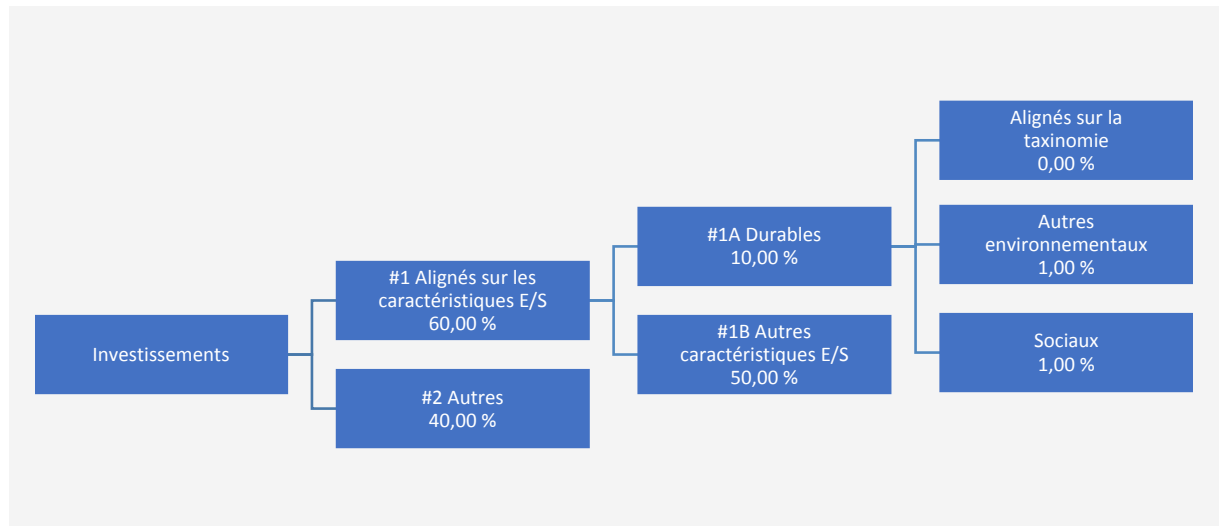 Investissements
#1 Alignés sur les
caractéristiques E/S
60,00 %
#2 Autres
40,00 %
#1A Durables
10,00 %
#1B Autres
caractéristiques E/S
50,00 %
Alignés sur la
taxinomie
0,00 %
Autres
environnementaux
1,00 %
Sociaux
1,00 %